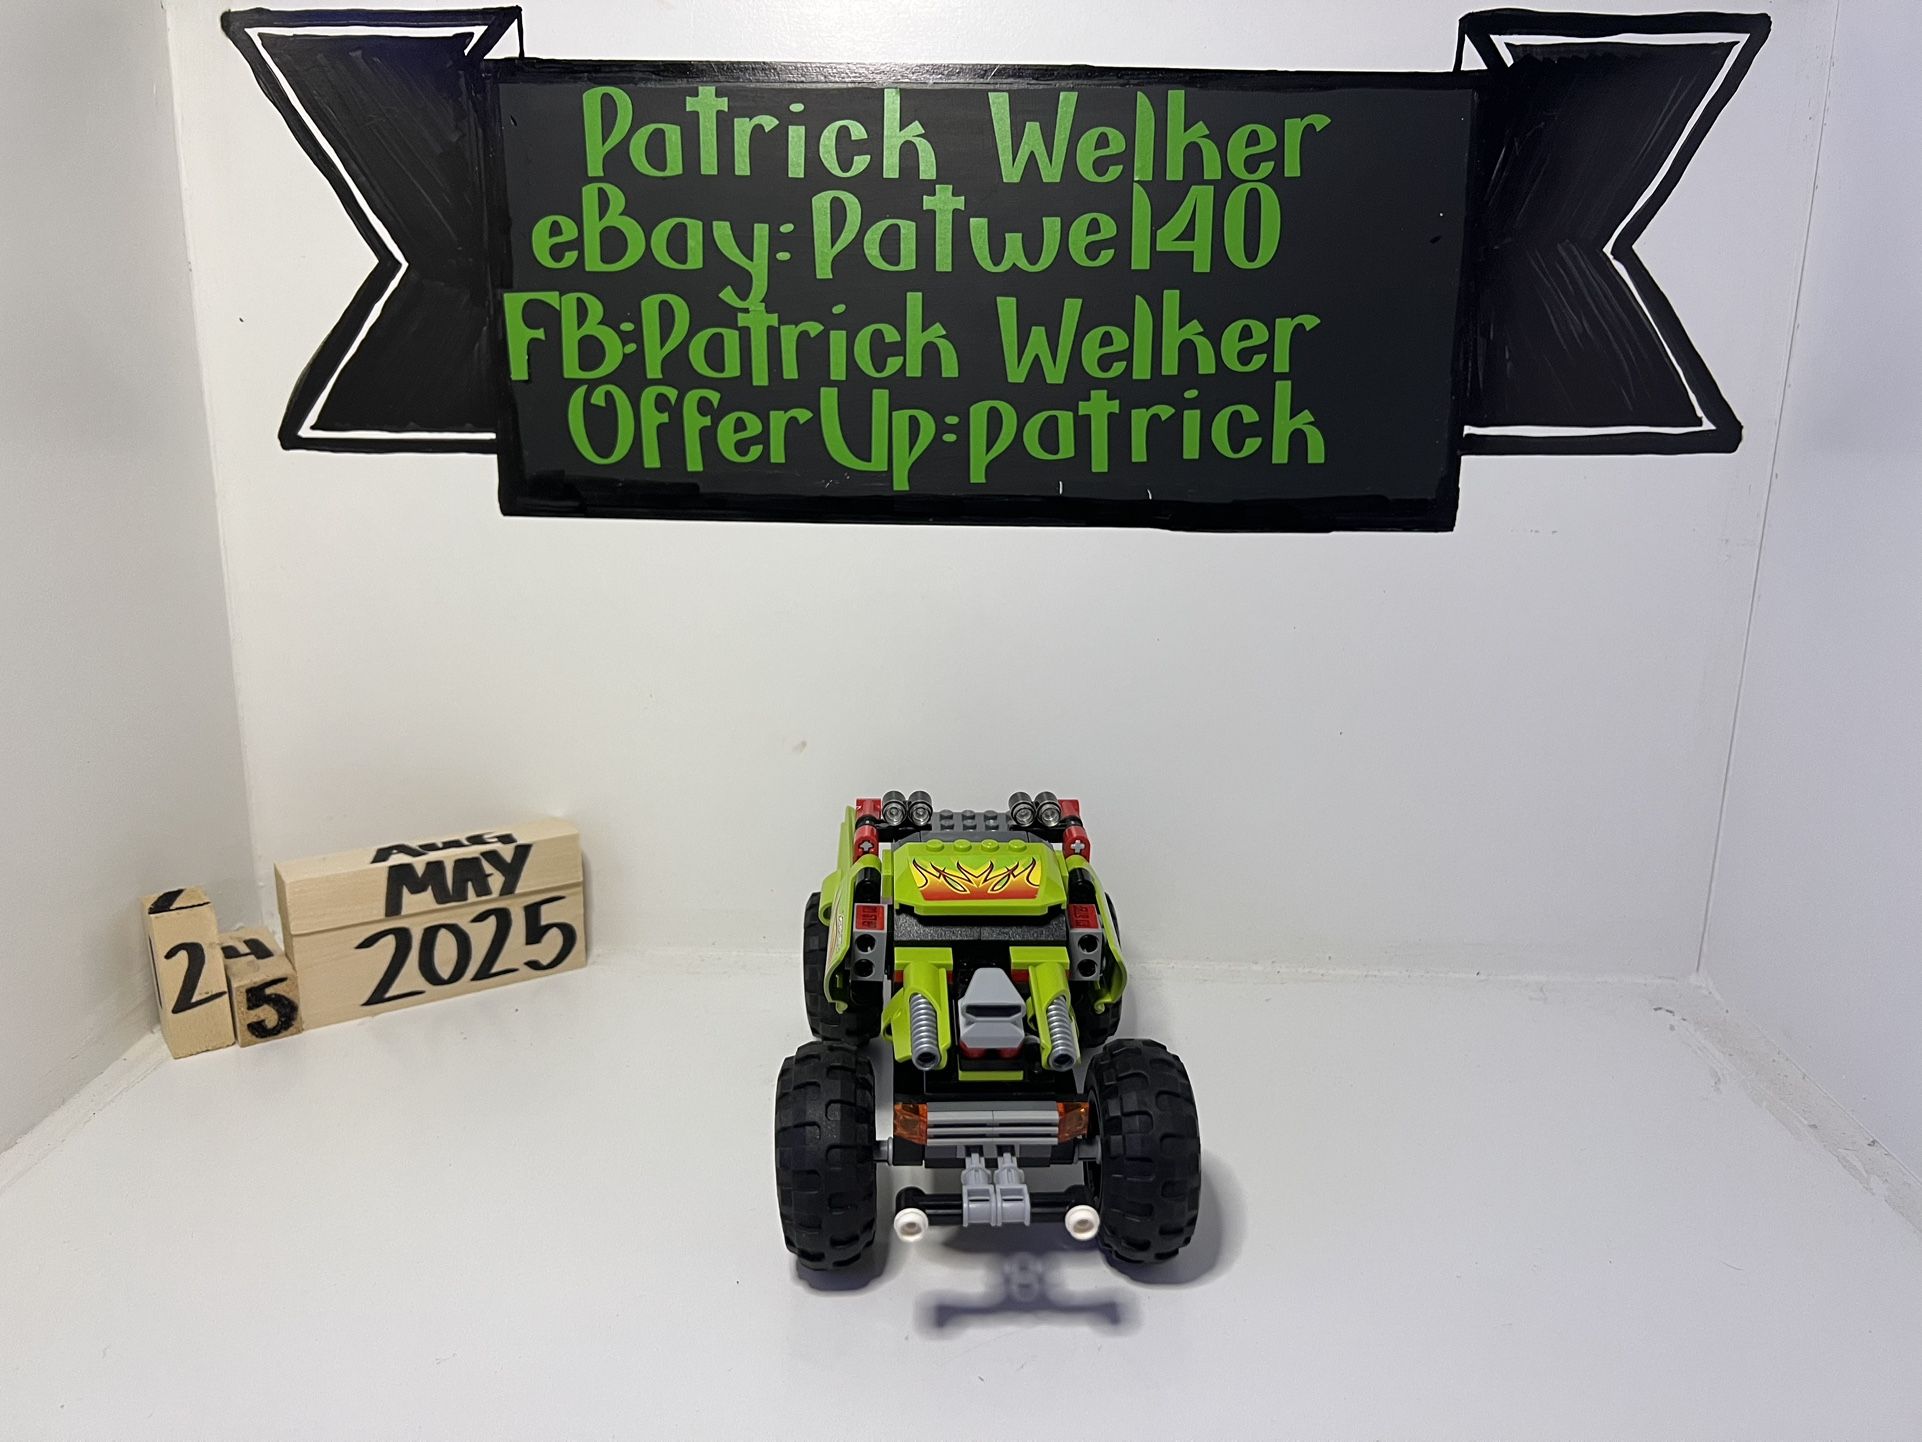 Patrick Welker
eBay: Patwel40
FB: Patrick Welker
OfferUp: patrick
AUG
MAY
2025
2
4
5